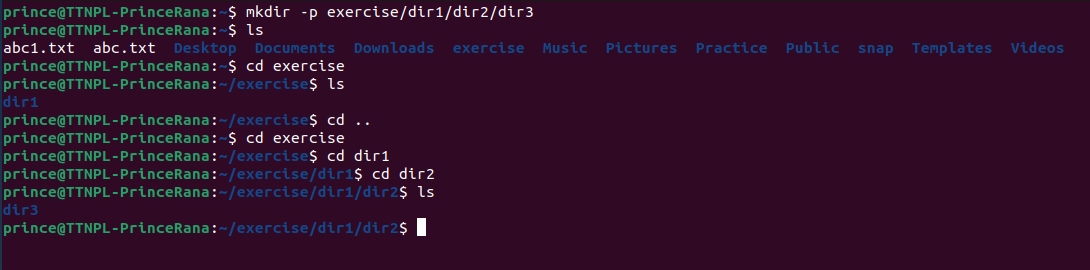 prince@TTNPL-PrinceRana:~$ mkdir -p exercise/dir1/dir2/dir3
prince@TTNPL-PrinceRana:~$ ls
abc1.txt  abc.txt  Desktop  Documents  Downloads  exercise  Music  Pictures  Practice  Public  snap  Templates  Videos
prince@TTNPL-PrinceRana:~$ cd exercise
prince@TTNPL-PrinceRana:~/exercise$ ls
dir1
prince@TTNPL-PrinceRana:~/exercise$ cd ..
prince@TTNPL-PrinceRana:~$ cd exercise
prince@TTNPL-PrinceRana:~/exercise$ cd dir1
prince@TTNPL-PrinceRana:~/exercise/dir1$ cd dir2
prince@TTNPL-PrinceRana:~/exercise/dir1/dir2$ ls
dir3
prince@TTNPL-PrinceRana:~/exercise/dir1/dir2$